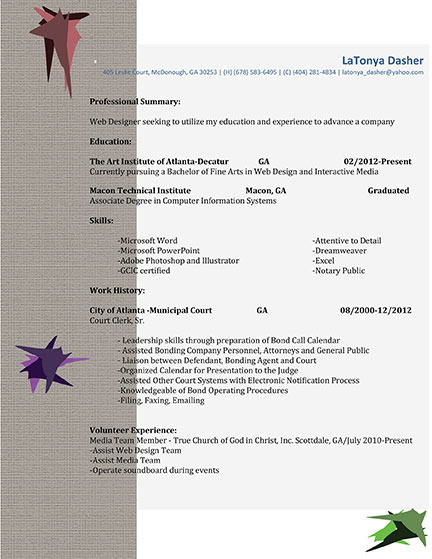 LaTonya Dasher
405 Leslie Court, McDonough, GA 30253 | (H) (678) 583-6495 | (C) (404) 281-4834 | latonya_dasher@yahoo.com
Professional Summary:
Web Designer seeking to utilize my education and experience to advance a company
Education:
The Art Institute of Atlanta-Decatur GA 02/2012-Present
Currently pursuing a Bachelor of Fine Arts in Web Design and Interactive Media
Macon Technical Institute Macon, GA Graduated
Associate Degree in Computer Information Systems
Skills:
-Microsoft Word -Attentive to Detail
-Microsoft PowerPoint -Dreamweaver
-Adobe Photoshop and Illustrator -Excel
-GCIC certified -Notary Public
Work History:
City of Atlanta -Municipal Court GA 08/2000-12/2012
Court Clerk, Sr.
- Leadership skills through preparation of Bond Call Calendar
-Assisted Bonding Company Personnel, Attorneys and General Public
- Liaison between Defendant, Bonding Agent and Court
-Organized Calendar for Presentation to the Judge
-Assisted Other Court Systems with Electronic Notification Process
-Knowledgeable of Bond Operating Procedures
-Filing, Faxing, Emailing
Volunteer Experience:
Media Team Member - True Church of God in Christ, Inc. Scottdale, GA/July 2010-Present
-Assist Web Design Team
-Assist Media Team
-Operate soundboard during events